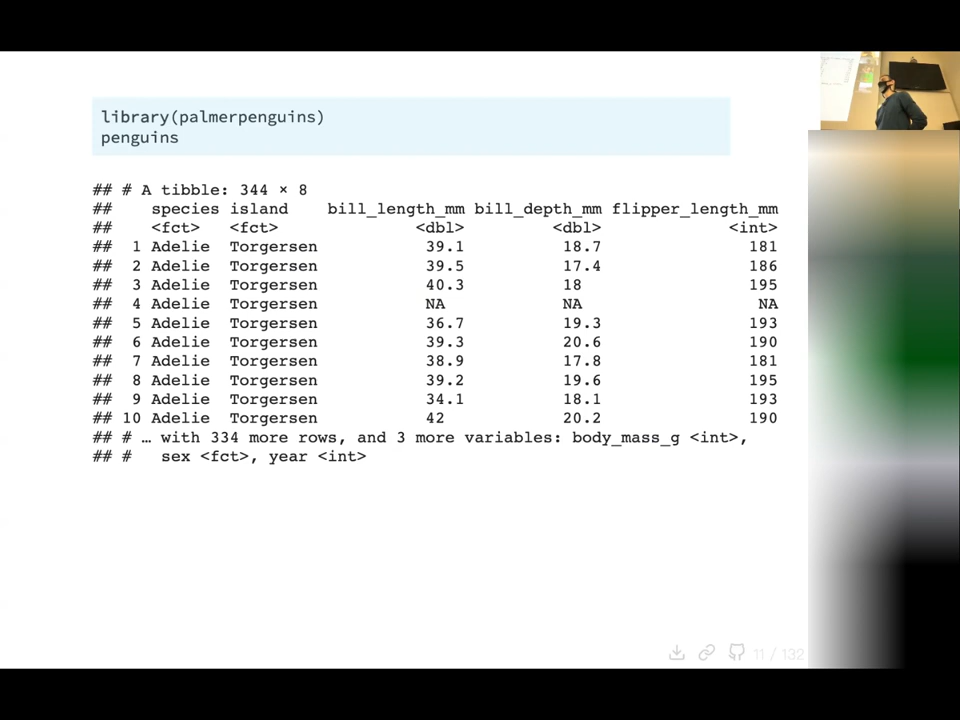 library(palmerpenguins)
penguins
## # A tibble: 344 × 8
##    species island    bill_length_mm bill_depth_mm flipper_length_mm
##    <fct>   <fct>              <dbl>         <dbl>             <int>
##  1 Adelie  Torgersen           39.1          18.7               181
##  2 Adelie  Torgersen           39.5          17.4               186
##  3 Adelie  Torgersen           40.3          18                 195
##  4 Adelie  Torgersen           NA            NA                  NA
##  5 Adelie  Torgersen           36.7          19.3               193
##  6 Adelie  Torgersen           39.3          20.6               190
##  7 Adelie  Torgersen           38.9          17.8               181
##  8 Adelie  Torgersen           39.2          19.6               195
##  9 Adelie  Torgersen           34.1          18.1               193
## 10 Adelie  Torgersen           42            20.2               190
## # … with 334 more rows, and 3 more variables: body_mass_g <int>,
## #   sex <fct>, year <int>
11 / 132